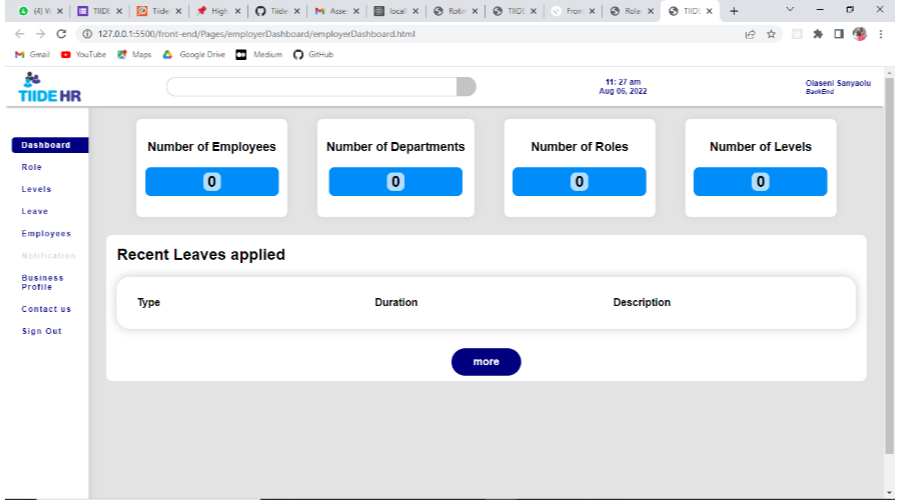 (4) W
TIIDE
Tiide
High
Tiide
Asse
local
Robi
TIIDE
Fron
Rola
TIIDE
127.0.0.1:5500/front-end/Pages/employerDashboard/employerDashboard.html
Gmail YouTube Maps Google Drive Medium GitHub
TIIDE HR
11: 27 am
Aug 06, 2022
Olaseni Sanyaolu
BackEnd
Dashboard
Role
Levels
Leave
Employees
Notification
Business
Profile
Contact us
Sign Out
Number of Employees
0
Number of Departments
0
Number of Roles
0
Number of Levels
0
Recent Leaves applied
Type Duration Description
more